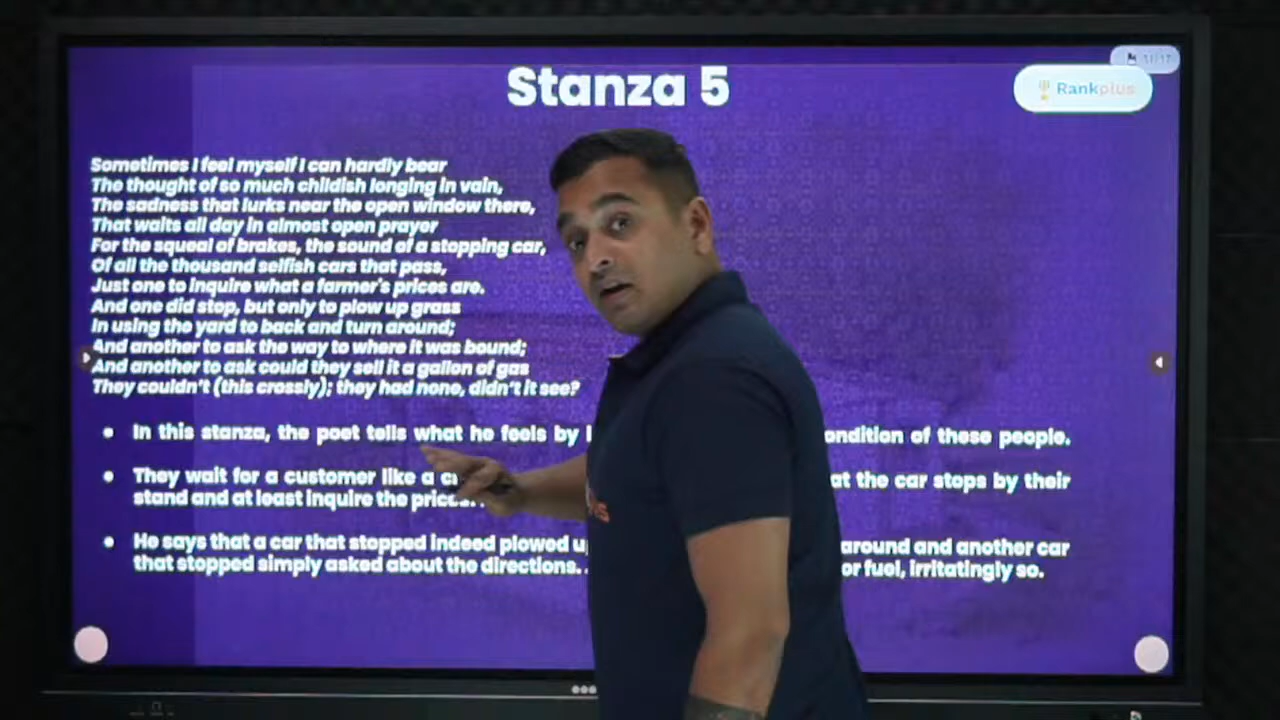 Stanza 5
Rankplus
Sometimes I feel myself I can hardly bear
The thought of so much childish longing in vain,
The sadness that lurks near the open window there,
That waits all day in almost open prayer
For the squeal of brakes, the sound of a stopping car,
Of all the thousand selfish cars that pass,
Just one to inquire what a farmer's prices are.
And one did stop, but only to plow up grass
In using the yard to back and turn around;
And another to ask the way to where it was bound;
And another to ask could they sell it a gallon of gas
They couldn't (this crossly); they had none, didn't it see?
• In this stanza, the poet tells what he feels by ondition of these people.
• They wait for a customer like a at the car stops by their
stand and at least inquire the prices.
• He says that a car that stopped indeed plowed around and another car
that stopped simply asked about the directions. or fuel, irritatingly so.